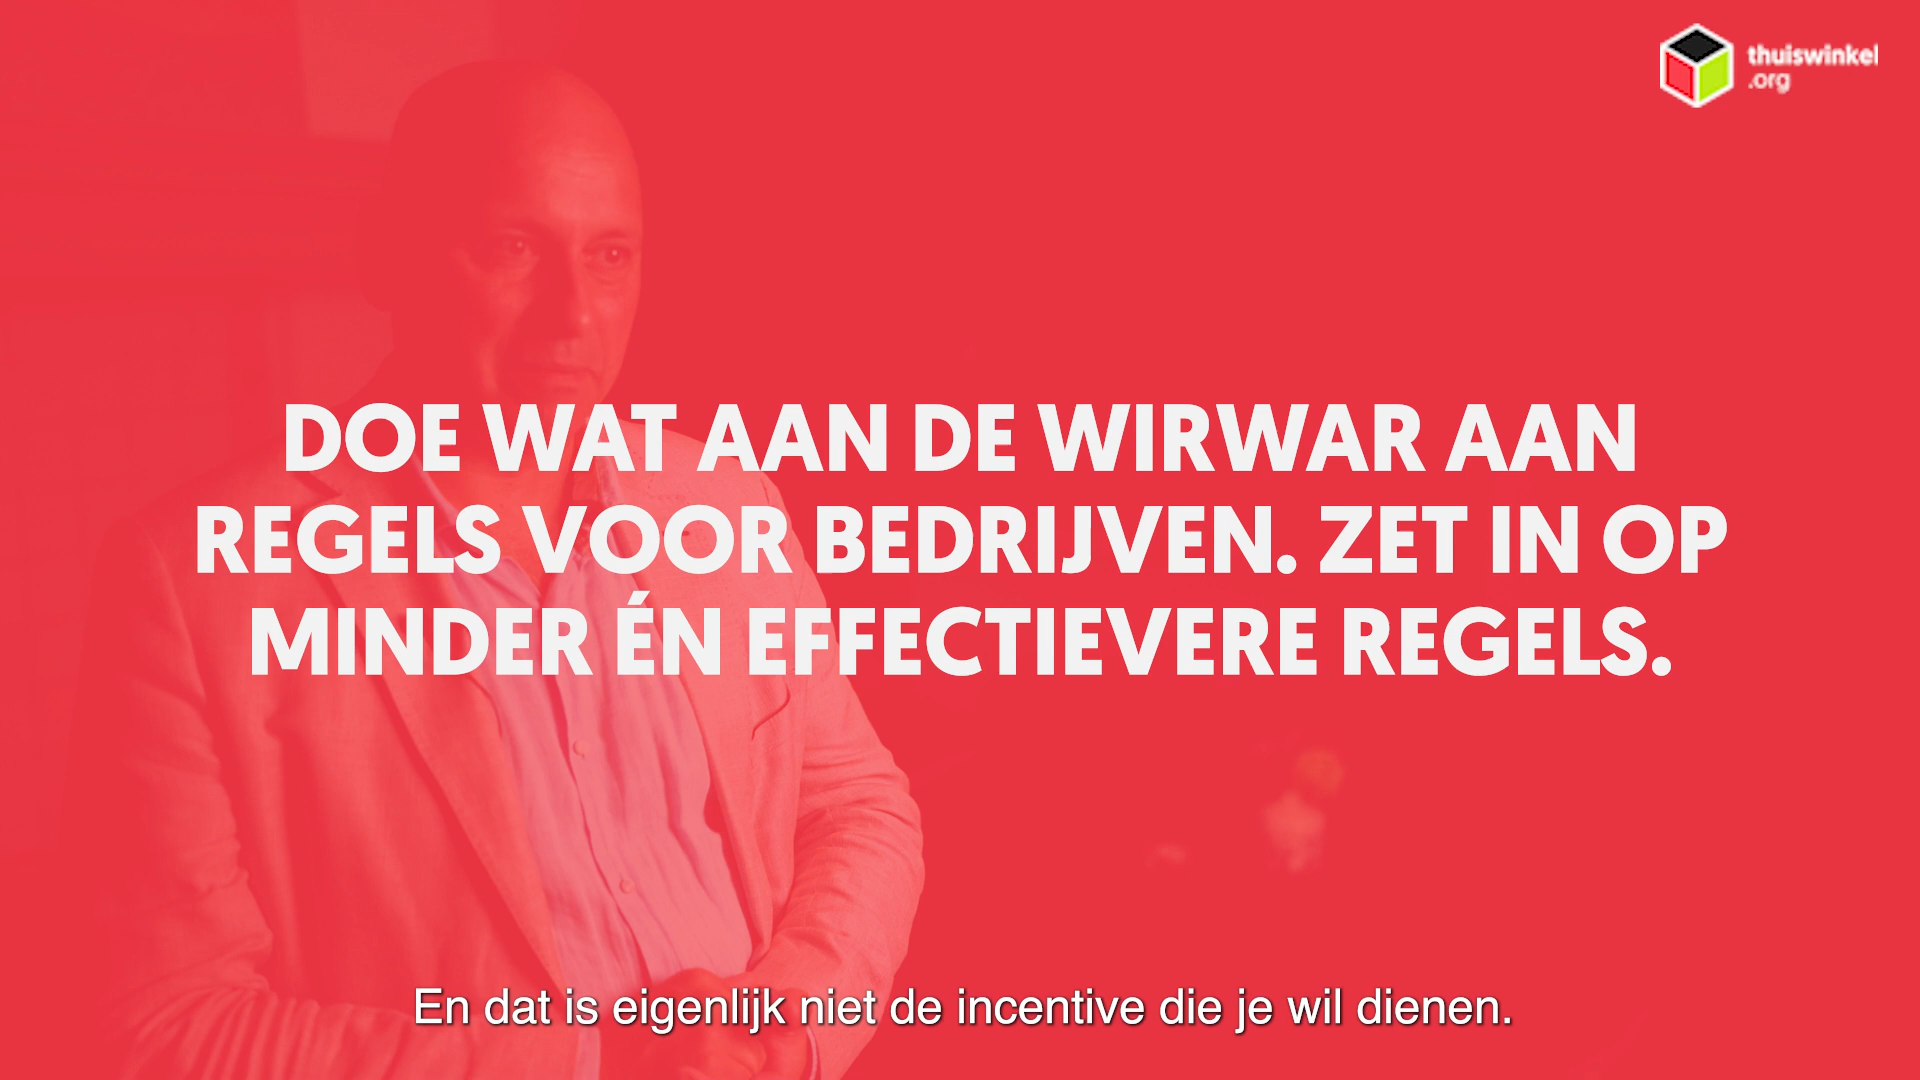 thuiswinkel
.org
DOE WAT AAN DE WIRWAR AAN
REGELS VOOR BEDRIJVEN. ZET IN OP
MINDER ÉN EFFECTIEVERE REGELS.
En dat is eigenlijk niet de incentive die je wil dienen.